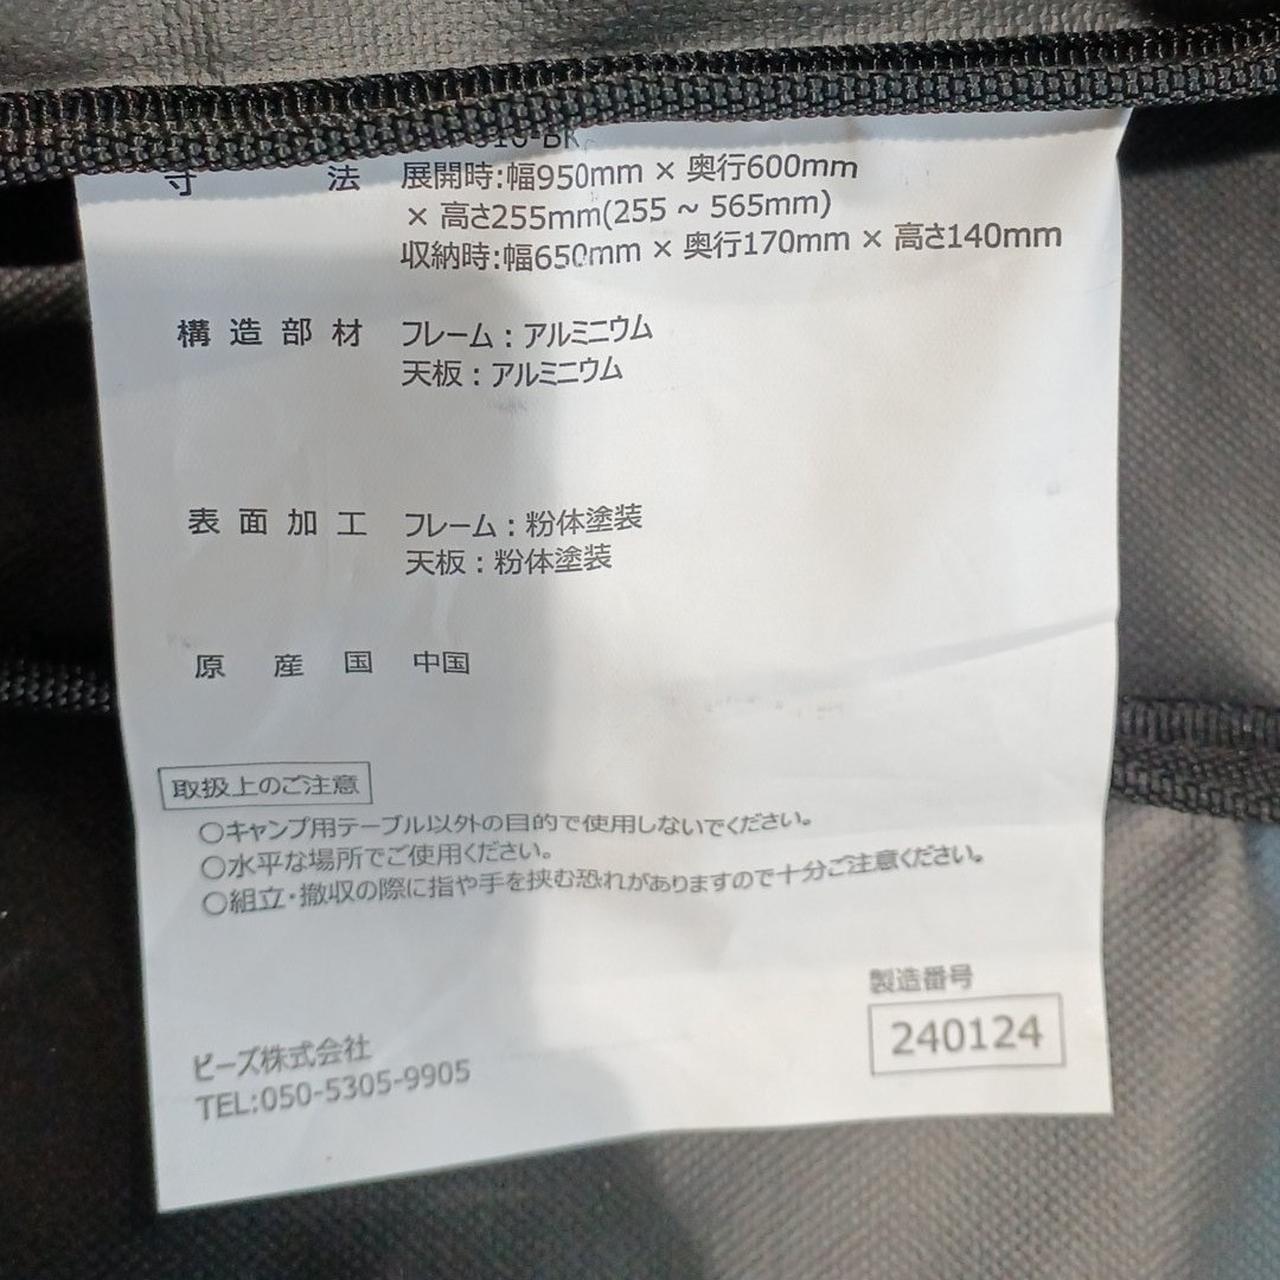 寸法 展開時:幅950mm × 奥行600mm
× 高さ255mm(255 ~ 565mm)
収納時:幅650mm × 奥行170mm × 高さ140mm
構造部材 フレーム：アルミニウム
天板：アルミニウム
表面加工 フレーム：粉体塗装
天板：粉体塗装
原産国 中国
取扱上のご注意
○キャンプ用テーブル以外の目的で使用しないでください。
○水平な場所でご使用ください。
○組立・撤収の際に指や手を挟む恐れがありますので十分ご注意ください。
製造番号
240124
ビーズ株式会社
TEL:050-5305-9905